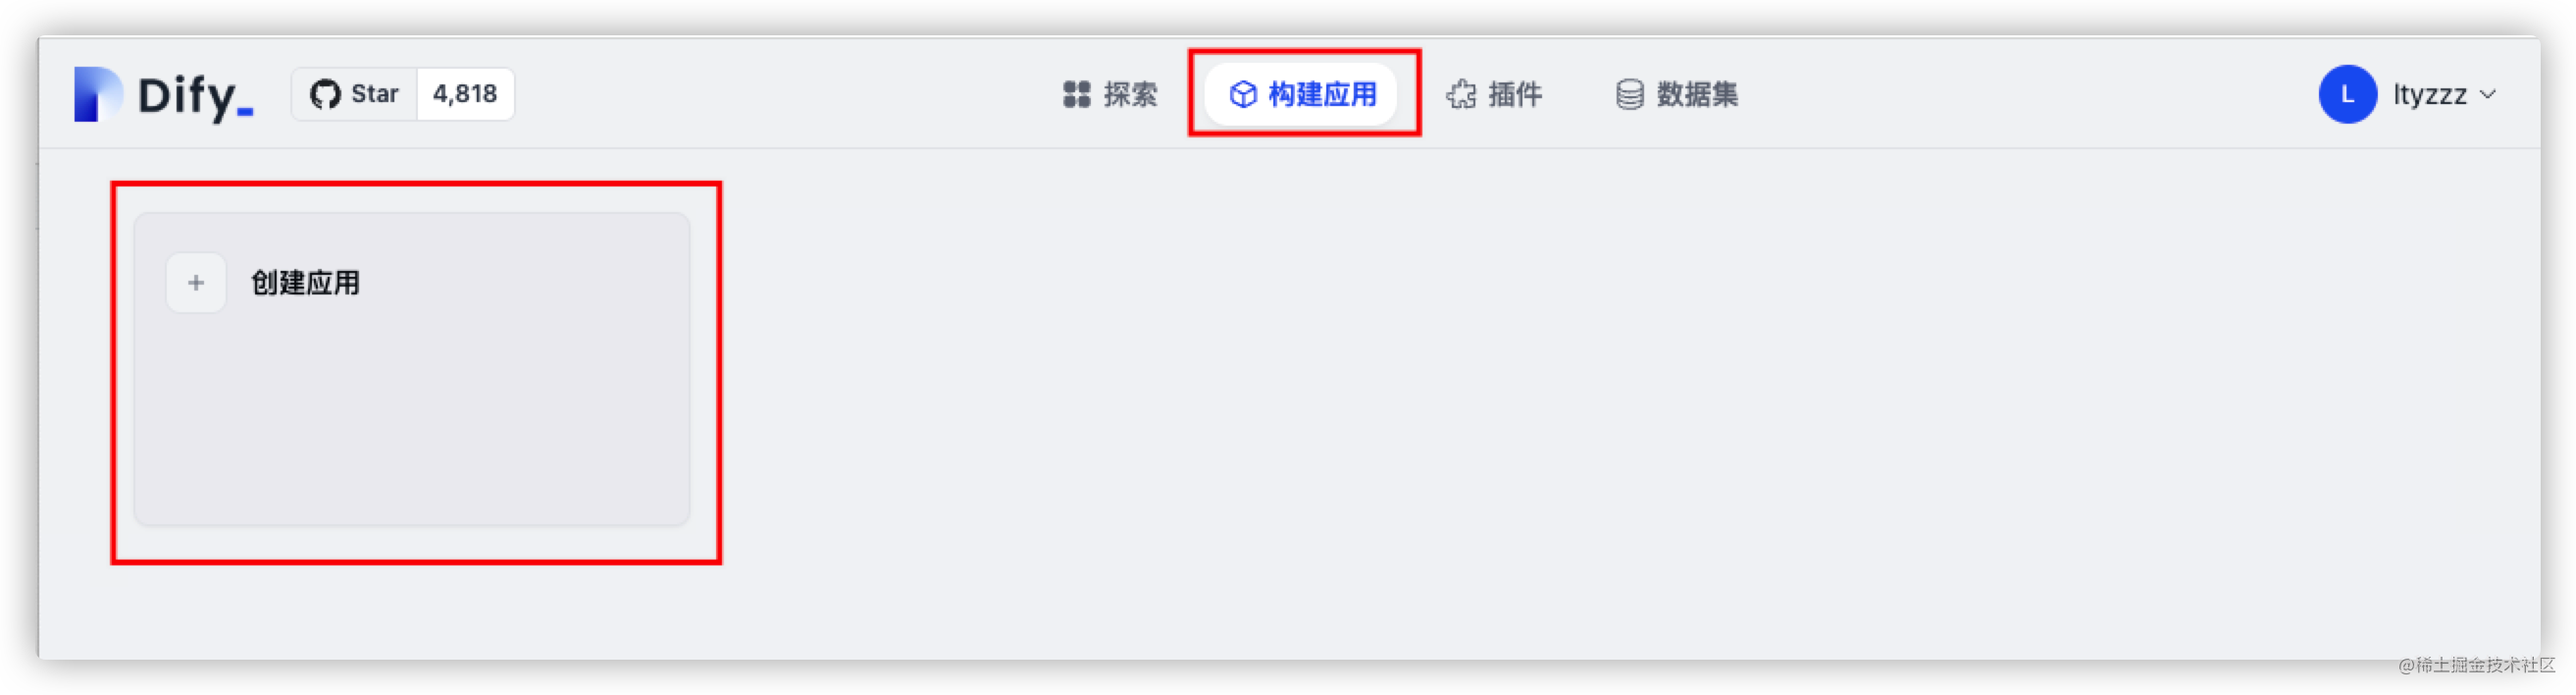 Dify_ Star 4,818 探索 构建应用 插件 数据集 L ltyzzz
+ 创建应用
@稀土掘金技术社区